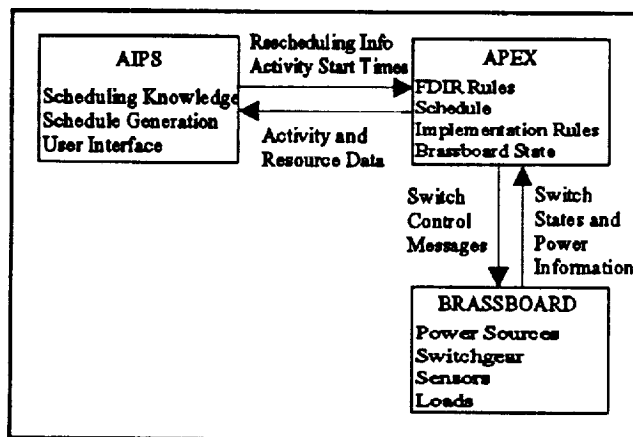 AIPS
Scheduling Knowledge
Schedule Generation
User Interface
Rescheduling Info
Activity Start Times
Activity and
Resource Data
APEX
FDIR Rules
Schedule
Implementation Rules
Brassboard State
Switch
Control
Messages
Switch
States and
Power
Information
BRASSBOARD
Power Sources
Switchgear
Sensors
Loads